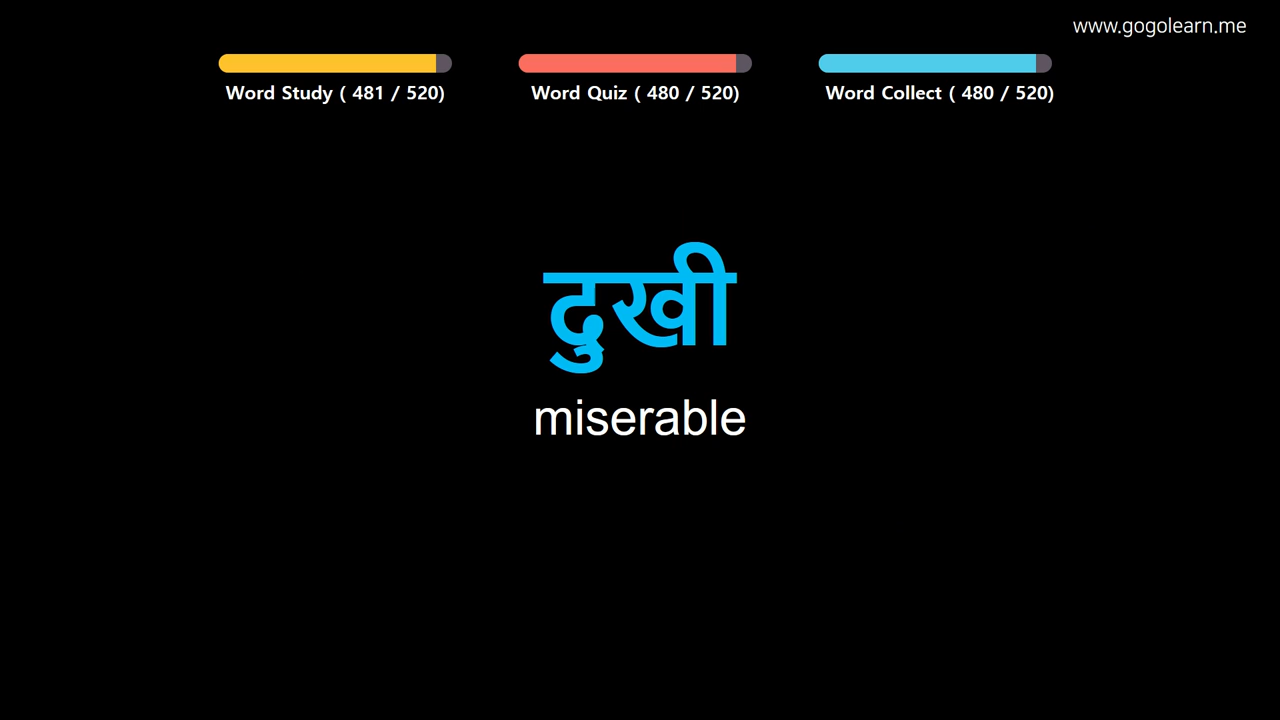 www.gogolearn.me
Word Study ( 481 / 520)
Word Quiz ( 480 / 520)
Word Collect ( 480 / 520)
दुखी
miserable